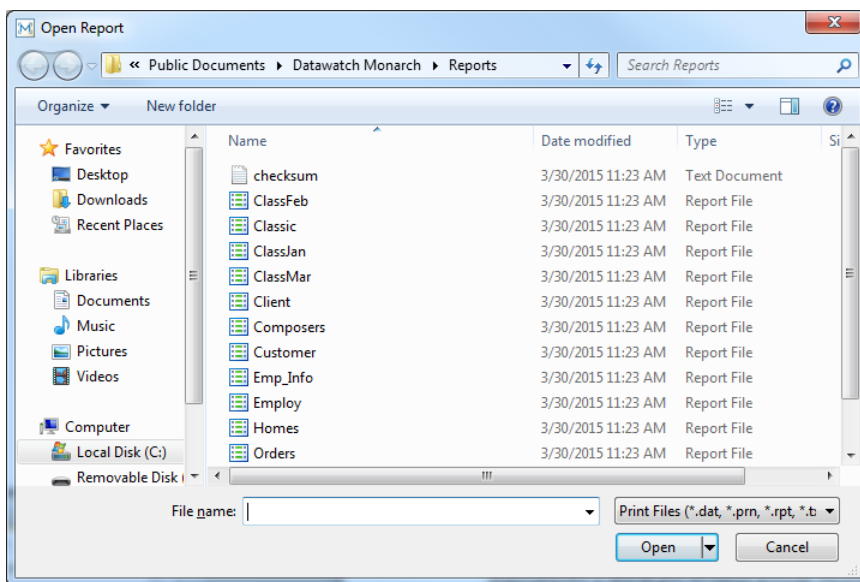 Open Report
« Public Documents Datawatch Monarch Reports Search Reports
Organize New folder
Name Date modified Type Si
Favorites
Desktop
Downloads
Recent Places
Libraries
Documents
Music
Pictures
Videos
Computer
Local Disk (C:)
Removable Disk (
checksum 3/30/2015 11:23 AM Text Document
ClassFeb 3/30/2015 11:23 AM Report File
Classic 3/30/2015 11:23 AM Report File
ClassJan 3/30/2015 11:23 AM Report File
ClassMar 3/30/2015 11:23 AM Report File
Client 3/30/2015 11:23 AM Report File
Composers 3/30/2015 11:23 AM Report File
Customer 3/30/2015 11:23 AM Report File
Emp_Info 3/30/2015 11:23 AM Report File
Employ 3/30/2015 11:23 AM Report File
Homes 3/30/2015 11:23 AM Report File
Orders 3/30/2015 11:23 AM Report File
File name: Print Files (*.dat, *.prn, *.rpt, *.t
Open Cancel